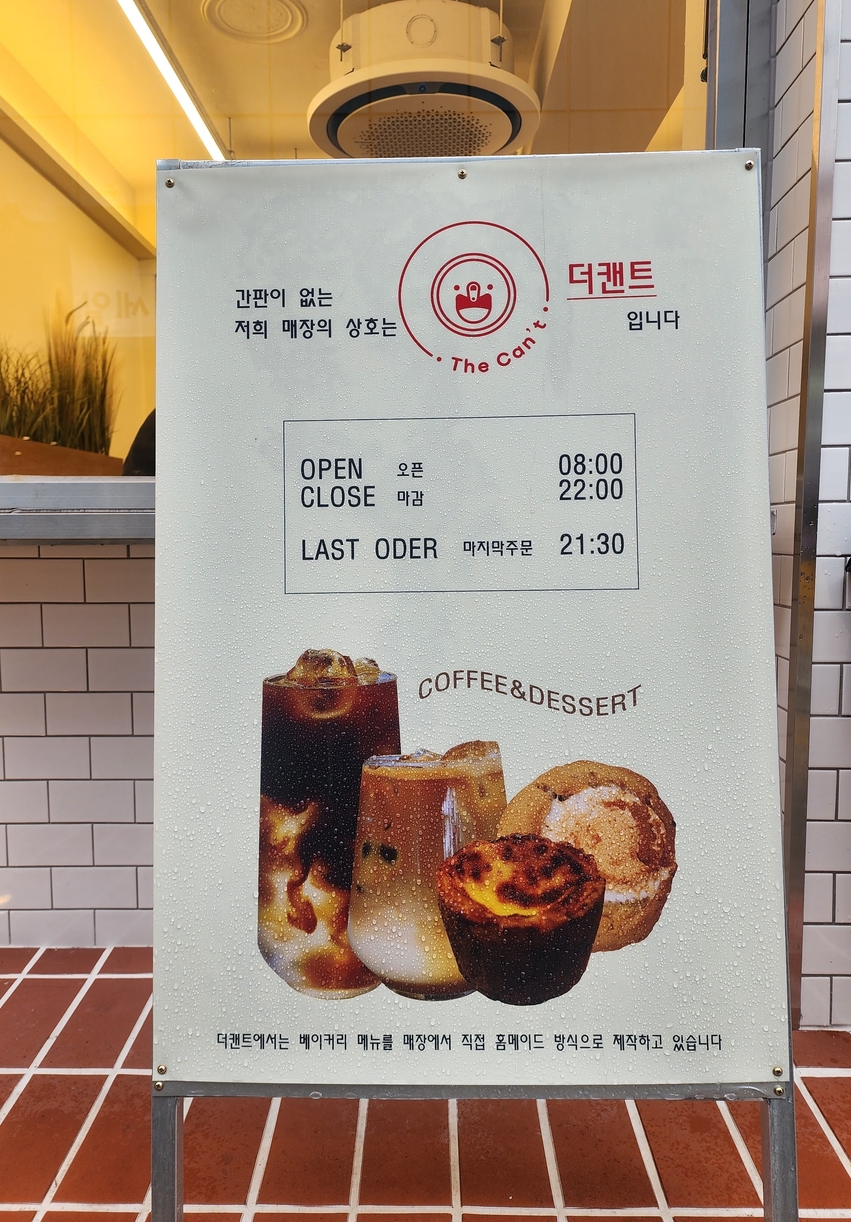 간판이 없는
저희 매장의 상호는
The Can't
더캔트
입니다
OPEN 오픈 08:00
CLOSE 마감 22:00
LAST ODER 마지막주문 21:30
COFFEE&DESSERT
더캔트에서는 베이커리 메뉴를 매장에서 직접 홈메이드 방식으로 제작하고 있습니다